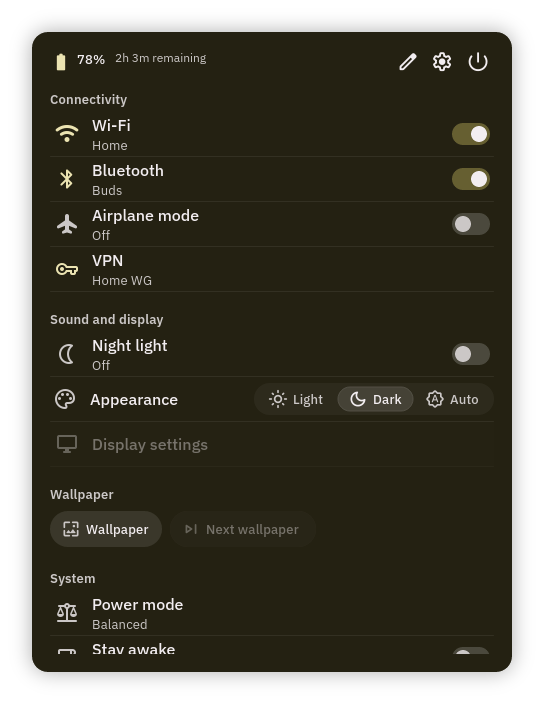 78% 2h 3m remaining
Connectivity
Wi-Fi
Home
Bluetooth
Buds
Airplane mode
Off
VPN
Home WG
Sound and display
Night light
Off
Appearance Light Dark Auto
Display settings
Wallpaper
Wallpaper Next wallpaper
System
Power mode
Balanced
Stay awake